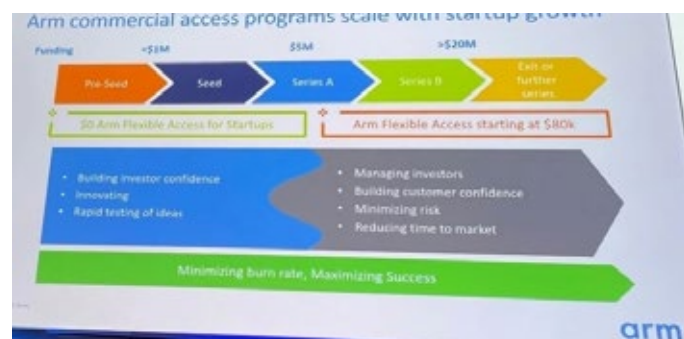 Arm commercial access programs scale with startup growth
Funding
<$1M
$5M
>$20M
Pre-Seed
Seed
Series A
Series B
Exit or
further
series
$0 Arm Flexible Access for Startups
Arm Flexible Access starting at $80k
• Building investor confidence
• Innovating
• Rapid testing of ideas
• Managing investors
• Building customer confidence
• Minimizing risk
• Reducing time to market
Minimizing burn rate, Maximizing Success
arm